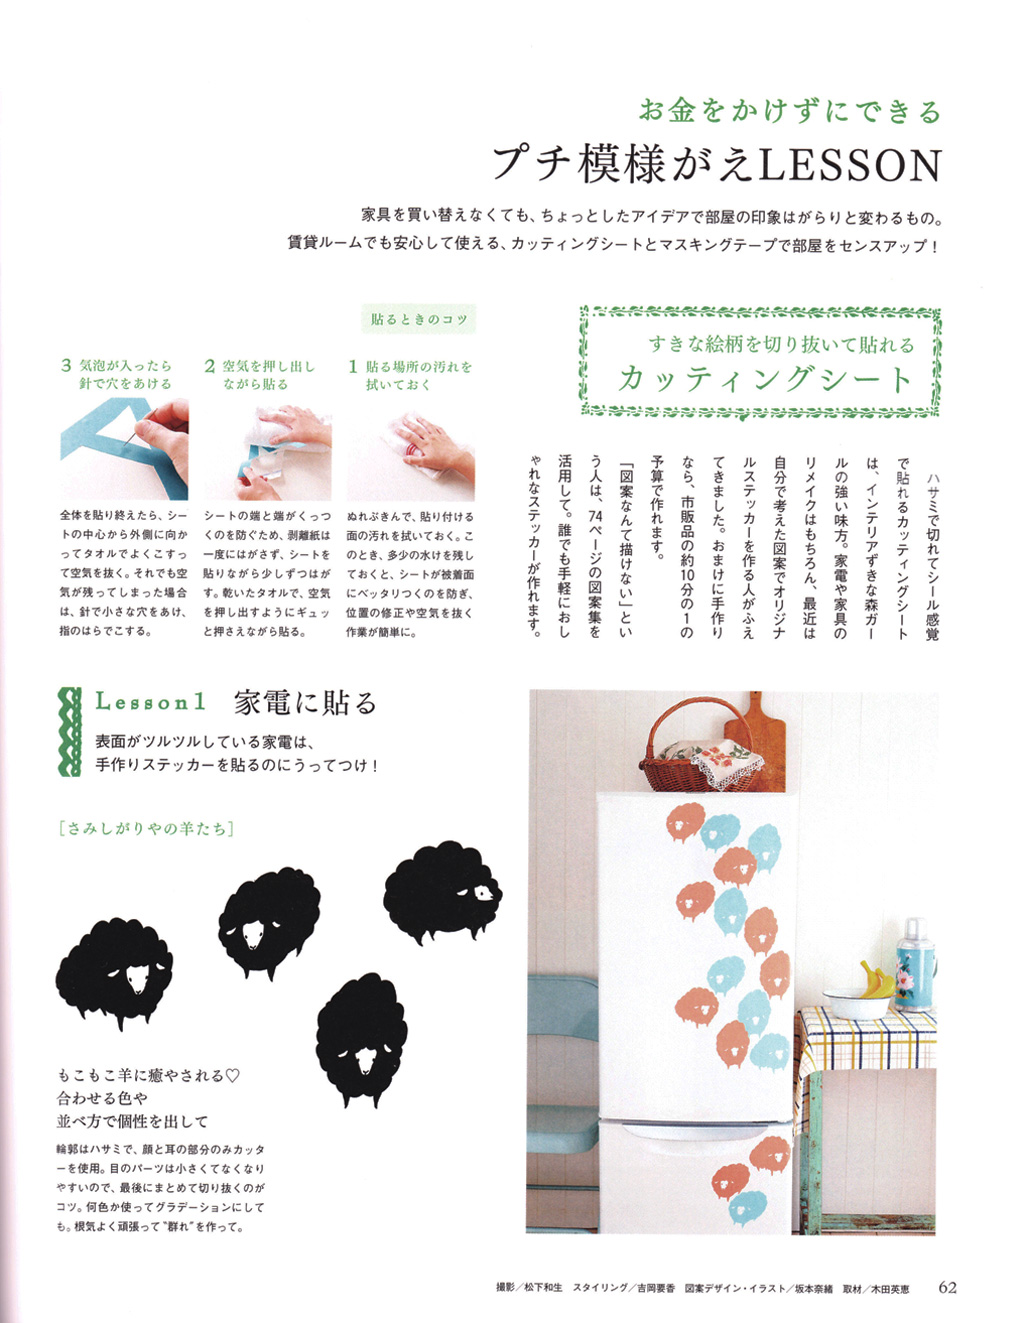 お金をかけずにできる
プチ模様がえLESSON
家具を買い替えなくても、ちょっとしたアイデアで部屋の印象はがらりと変わるもの。
賃貸ルームでも安心して使える、カッティングシートとマスキングテープで部屋をセンスアップ！
すきな絵柄を切り抜いて貼れる
カッティングシート
ハサミで切れてシール感覚
で貼れるカッティングシート
は、インテリアずきな森ガー
ルの強い味方。家電や家具の
リメイクはもちろん、最近は
自分で考えた図案でオリジナ
ルステッカーを作る人がふえ
てきました。おまけに手作り
なら、市販品の約10分の1の
予算で作れます。
「図案なんて描けない」とい
う人は、74ページの図案集を
活用して。誰でも手軽におし
ゃれなステッカーが作れます。
貼るときのコツ
1 貼る場所の汚れを
拭いておく
ぬれぶきんで、貼り付ける
面の汚れを拭いておく。こ
のとき、多少の水けを残し
ておくと、シートが被着面
にベッタリつくのを防ぎ、
位置の修正や空気を抜く
作業が簡単に。
2 空気を押し出し
ながら貼る
シートの端と端がくっつ
くのを防ぐため、剥離紙は
一度にはがさず、シートを
貼りながら少しずつはが
す。乾いたタオルで、空気
を押し出すようにギュッ
と押さえながら貼る。
3 気泡が入ったら
針で穴をあける
全体を貼り終えたら、シー
トの中心から外側に向か
ってタオルでよくこすっ
て空気を抜く。それでも空
気が残ってしまった場合
は、針で小さな穴をあけ、
指のはらでこする。
Lesson1 家電に貼る
表面がツルツルしている家電は、
手作りステッカーを貼るのにうってつけ！
［さみしがりやの羊たち］
もこもこ羊に癒やされる♡
合わせる色や
並べ方で個性を出して
輪郭はハサミで、顔と耳の部分のみカッタ
ーを使用。目のパーツは小さくてなくなり
やすいので、最後にまとめて切り抜くのが
コツ。何色か使ってグラデーションにして
も。根気よく頑張って“群れ”を作って。
撮影／松下和生 スタイリング／吉岡要香 図案デザイン・イラスト／坂本奈緒 取材／木田英恵
62